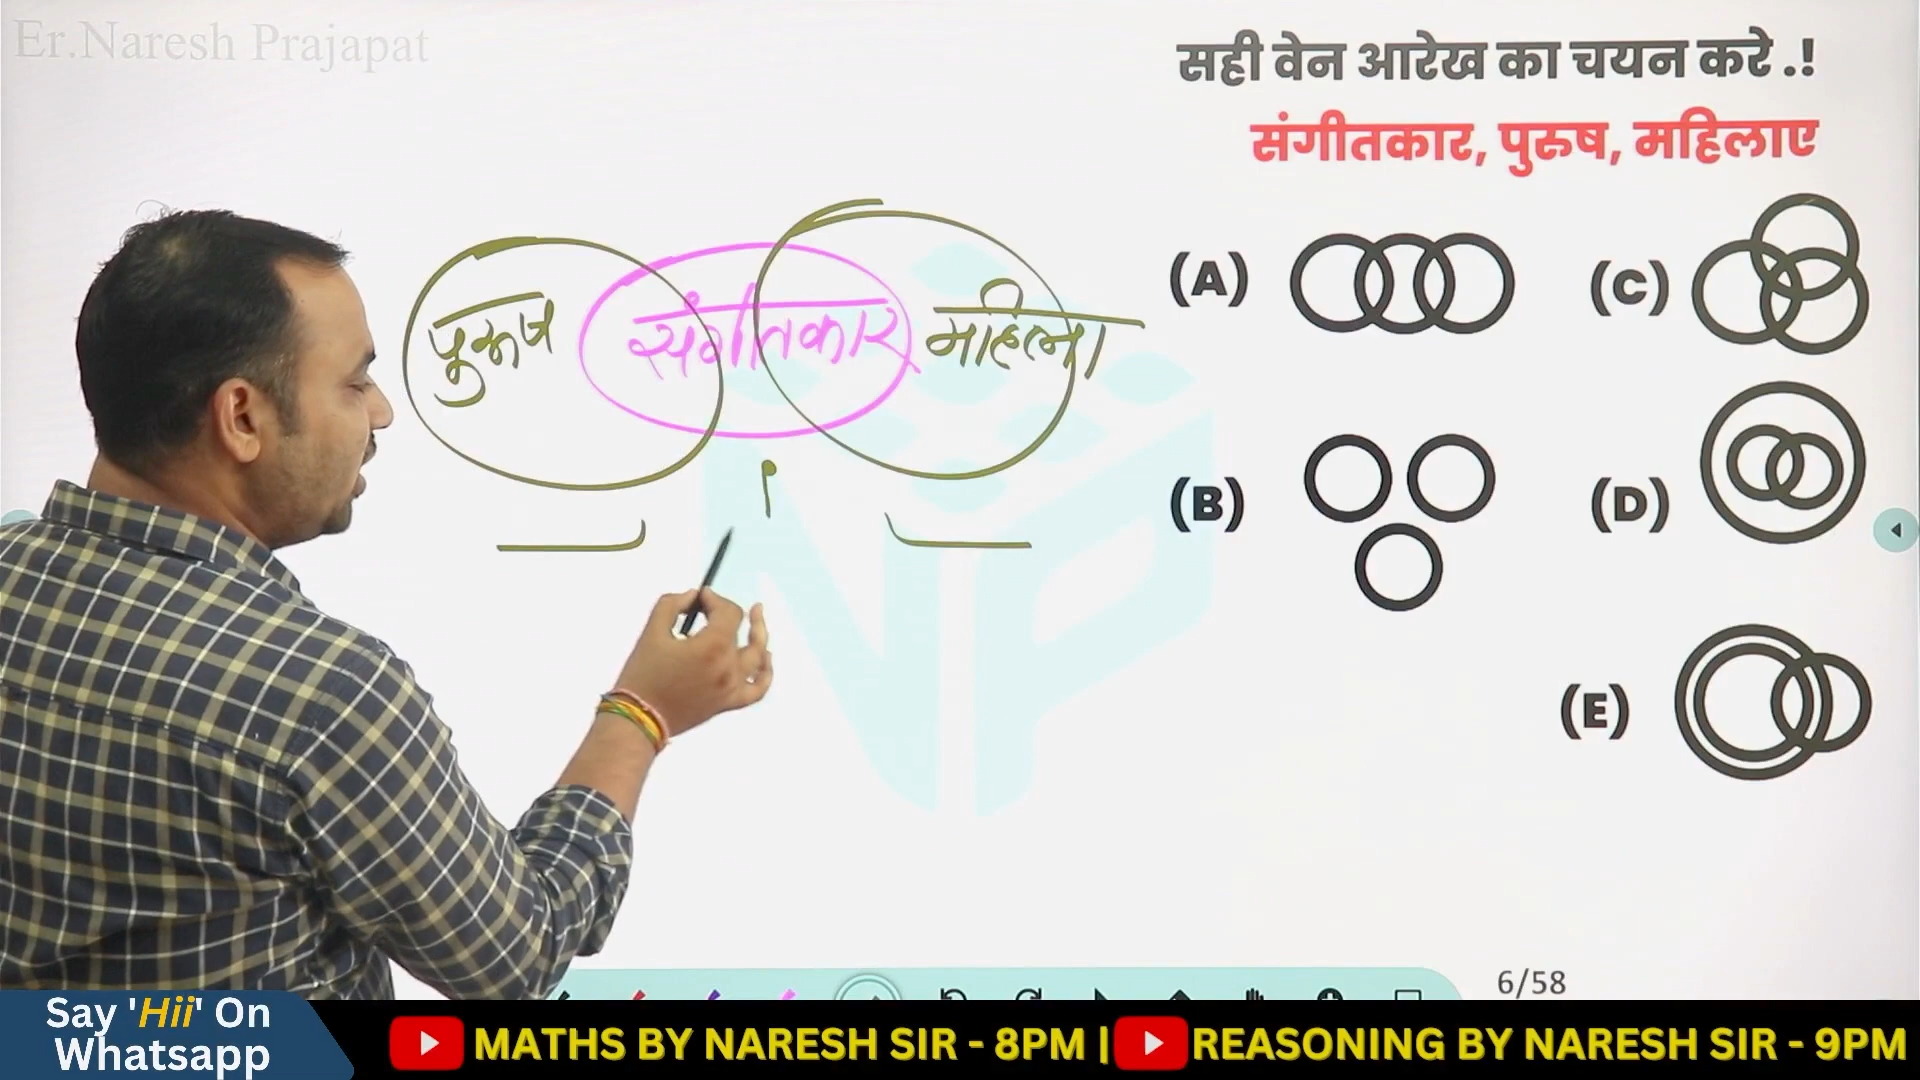 Er.Naresh Prajapat
सही वेन आरेख का चयन करे .!
संगीतकार, पुरुष, महिलाए
पुरूष संगीतकार महिला
(A)
(C)
(B)
(D)
(E)
6/58
Say 'Hii' On
Whatsapp
MATHS BY NARESH SIR - 8PM | REASONING BY NARESH SIR - 9PM